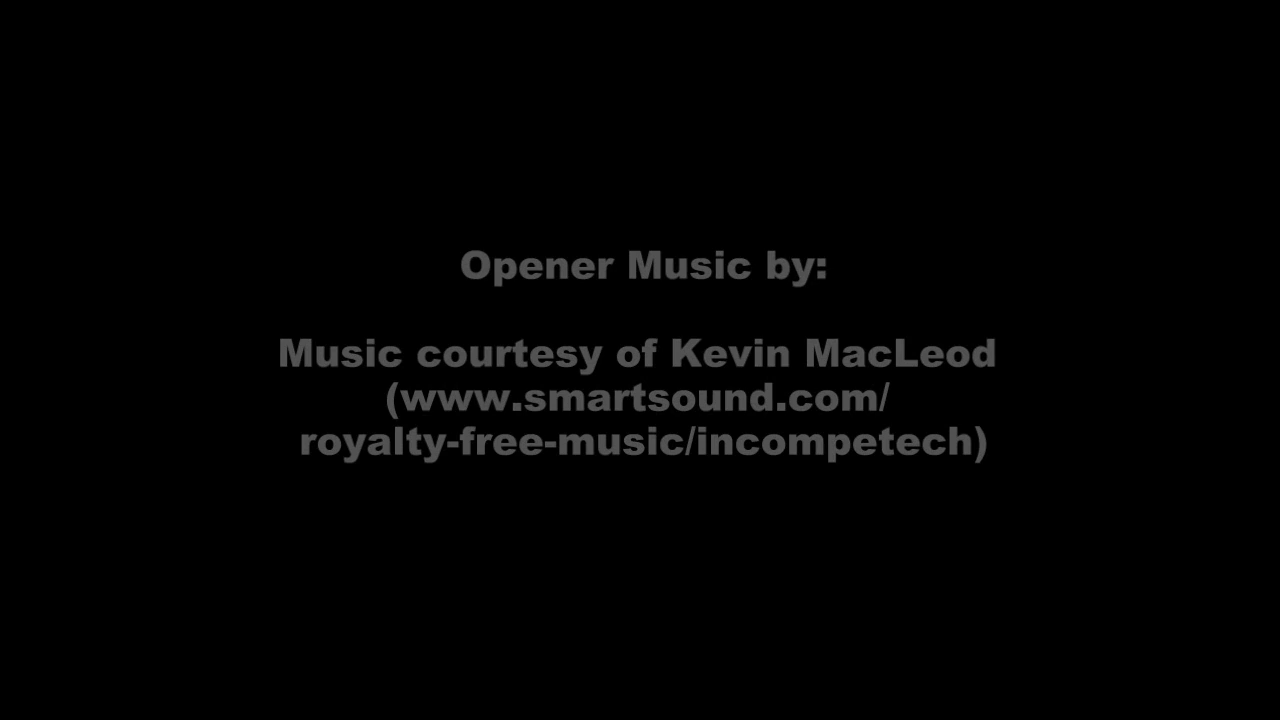 Opener Music by:
Music courtesy of Kevin MacLeod
(www.smartsound.com/
royalty-free-music/incompetech)